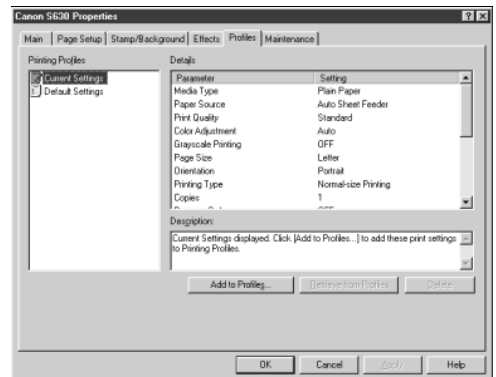 Canon S630 Properties
Main Page Setup Stamp/Background Effects Profiles Maintenance
Printing Profiles
Current Settings
Default Settings
Details
Parameter Setting
Media Type Plain Paper
Paper Source Auto Sheet Feeder
Print Quality Standard
Color Adjustment Auto
Grayscale Printing OFF
Page Size Letter
Orientation Portrait
Printing Type Normal-size Printing
Copies 1
Description:
Current Settings displayed. Click [Add to Profiles...] to add these print settings
to Printing Profiles.
Add to Profiles... Retrieve from Profiles Delete
OK Cancel Apply Help